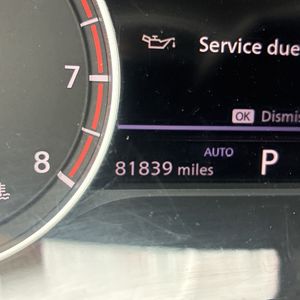 Service due
7
OK Dismis
8
AUTO
81839 miles
P